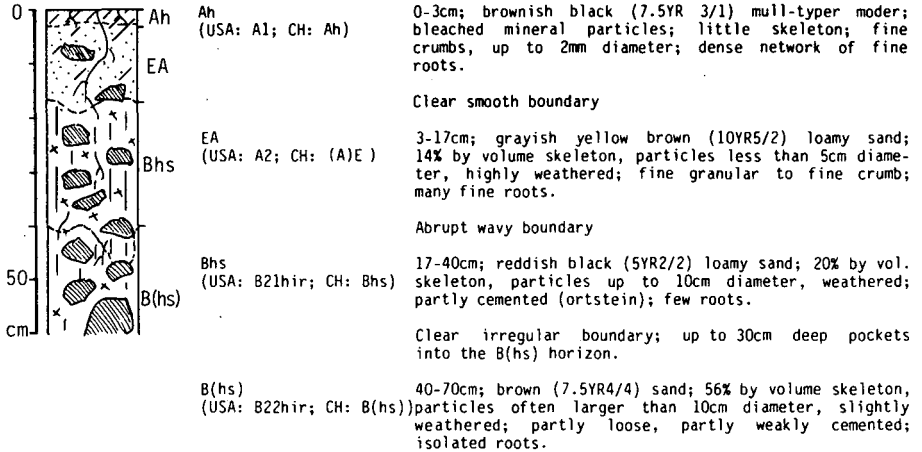 0
Ah
EA
Bhs
50
B(hs)
cm
Ah
(USA: A1; CH: Ah)
0-3cm; brownish black (7.5YR 3/1) mull-typer moder;
bleached mineral particles; little skeleton; fine
crumbs, up to 2mm diameter; dense network of fine
roots.
Clear smooth boundary
EA
(USA: A2; CH: (A)E )
3-17cm; grayish yellow brown (10YR5/2) loamy sand;
14% by volume skeleton, particles less than 5cm diame-
ter, highly weathered; fine granular to fine crumb;
many fine roots.
Abrupt wavy boundary
Bhs
(USA: B21hir; CH: Bhs)
17-40cm; reddish black (5YR2/2) loamy sand; 20% by vol.
skeleton, particles up to 10cm diameter, weathered;
partly cemented (ortstein); few roots.
Clear irregular boundary; up to 30cm deep pockets
into the B(hs) horizon.
B(hs)
(USA: B22hir; CH: B(hs))
40-70cm; brown (7.5YR4/4) sand; 56% by volume skeleton,
particles often larger than 10cm diameter, slightly
weathered; partly loose, partly weakly cemented;
isolated roots.